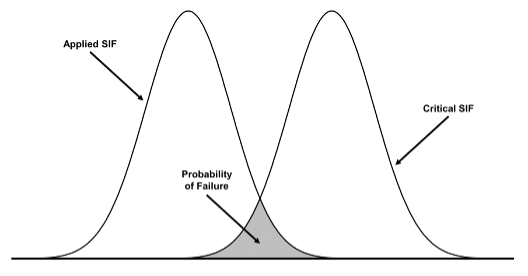 Applied SIF
Critical SIF
Probability
of Failure